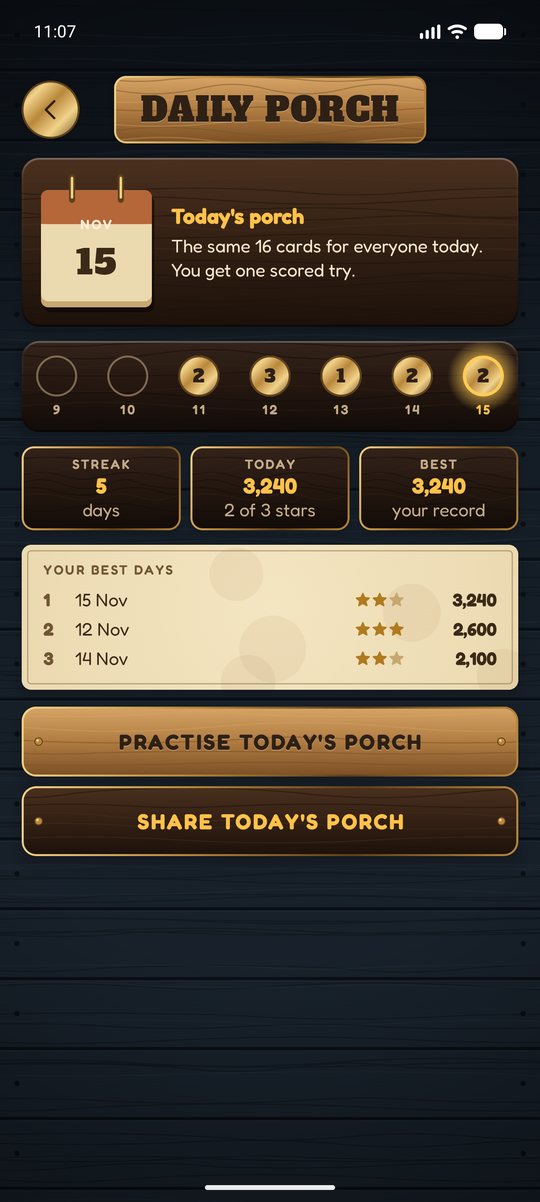 11:07
DAILY PORCH
NOV
15
Today's porch
The same 16 cards for everyone today.
You get one scored try.
2 3 1 2 2
9 10 11 12 13 14 15
STREAK
5
days
TODAY
3,240
2 of 3 stars
BEST
3,240
your record
YOUR BEST DAYS
1 15 Nov 3,240
2 12 Nov 2,600
3 14 Nov 2,100
PRACTISE TODAY'S PORCH
SHARE TODAY'S PORCH